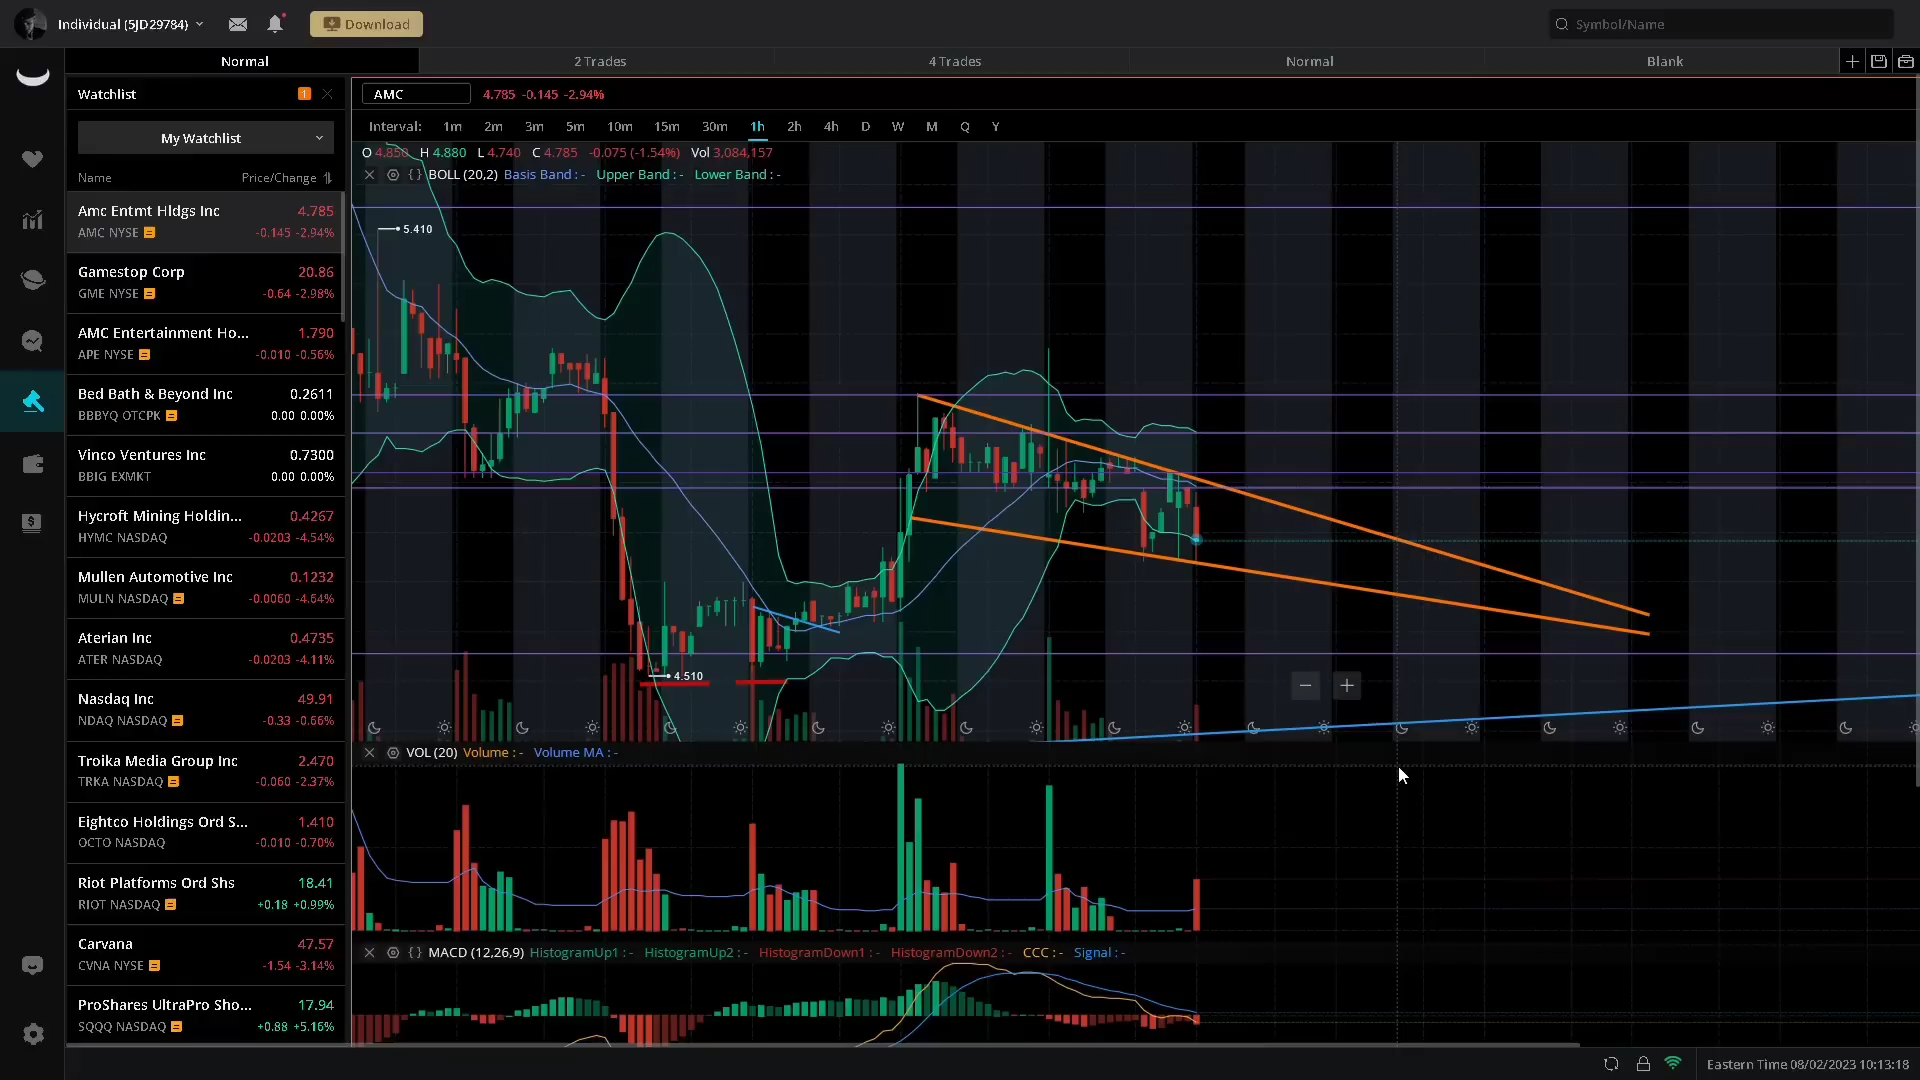 Individual (5JD29784)
Download
Symbol/Name
Normal
2 Trades
4 Trades
Normal
Blank
Watchlist
1
My Watchlist
Name Price/Change
Amc Entmt Hldgs Inc 4.785
AMC NYSE -0.145 -2.94%
Gamestop Corp 20.86
GME NYSE -0.64 -2.98%
AMC Entertainment Ho... 1.790
APE NYSE -0.010 -0.56%
Bed Bath & Beyond Inc 0.2611
BBBYQ OTCPK 0.00 0.00%
Vinco Ventures Inc 0.7300
BBIG EXMKT 0.00 0.00%
Hycroft Mining Holdin... 0.4267
HYMC NASDAQ -0.0203 -4.54%
Mullen Automotive Inc 0.1232
MULN NASDAQ -0.0060 -4.64%
Aterian Inc 0.4735
ATER NASDAQ -0.0203 -4.11%
Nasdaq Inc 49.91
NDAQ NASDAQ -0.33 -0.66%
Troika Media Group Inc 2.470
TRKA NASDAQ -0.060 -2.37%
Eightco Holdings Ord S... 1.410
OCTO NASDAQ -0.010 -0.70%
Riot Platforms Ord Shs 18.41
RIOT NASDAQ +0.18 +0.99%
Carvana 47.57
CVNA NYSE -1.54 -3.14%
ProShares UltraPro Sho... 17.94
SQQQ NASDAQ +0.88 +5.16%
AMC 4.785 -0.145 -2.94%
Interval: 1m 2m 3m 5m 10m 15m 30m 1h 2h 4h D W M Q Y
O 4.850 H 4.880 L 4.740 C 4.785 -0.075 (-1.54%) Vol 3,084,157
{} BOLL (20,2) Basis Band : - Upper Band : - Lower Band : -
5.410
4.510
VOL (20) Volume : - Volume MA : -
{} MACD (12,26,9) HistogramUp1 : - HistogramUp2 : - HistogramDown1 : - HistogramDown2 : - CCC : - Signal : -
Eastern Time 08/02/2023 10:13:18